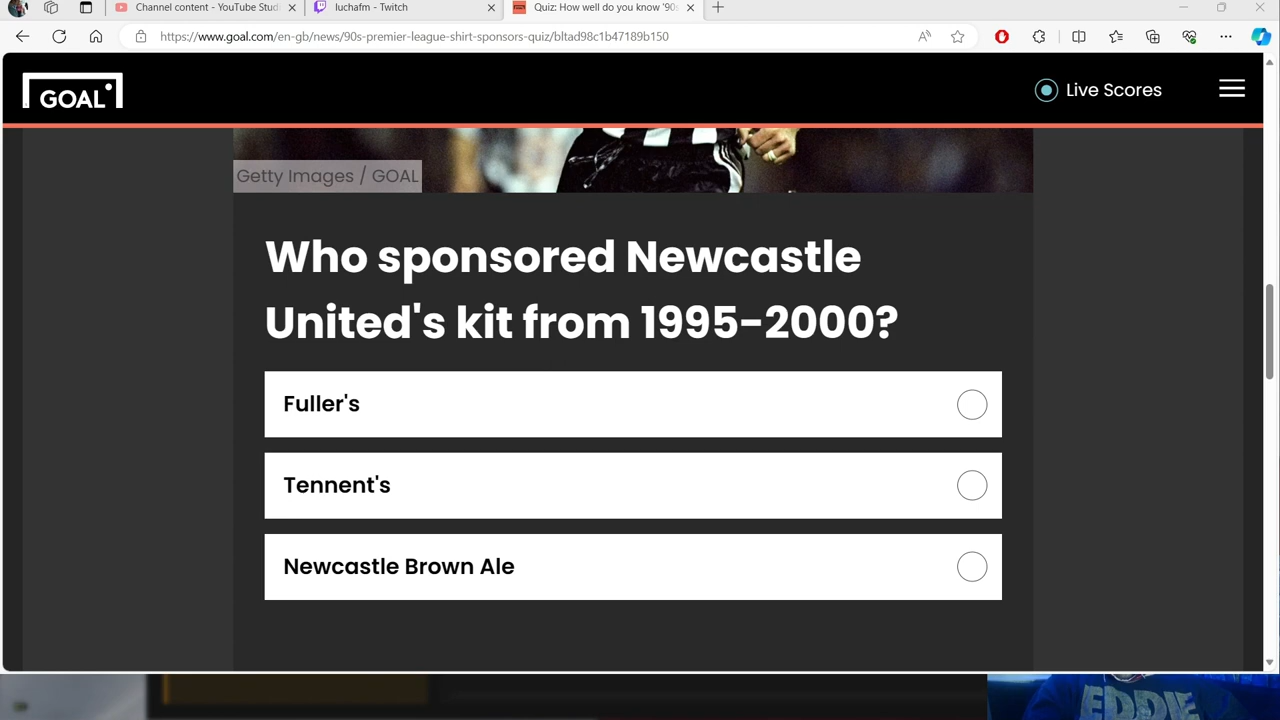 Channel content - YouTube Studi
luchafm - Twitch
Quiz: How well do you know '90s
https://www.goal.com/en-gb/news/90s-premier-league-shirt-sponsors-quiz/bltad98c1b47189b150
GOAL
Live Scores
Getty Images / GOAL
Who sponsored Newcastle
United's kit from 1995-2000?
Fuller's
Tennent's
Newcastle Brown Ale
EDDIE